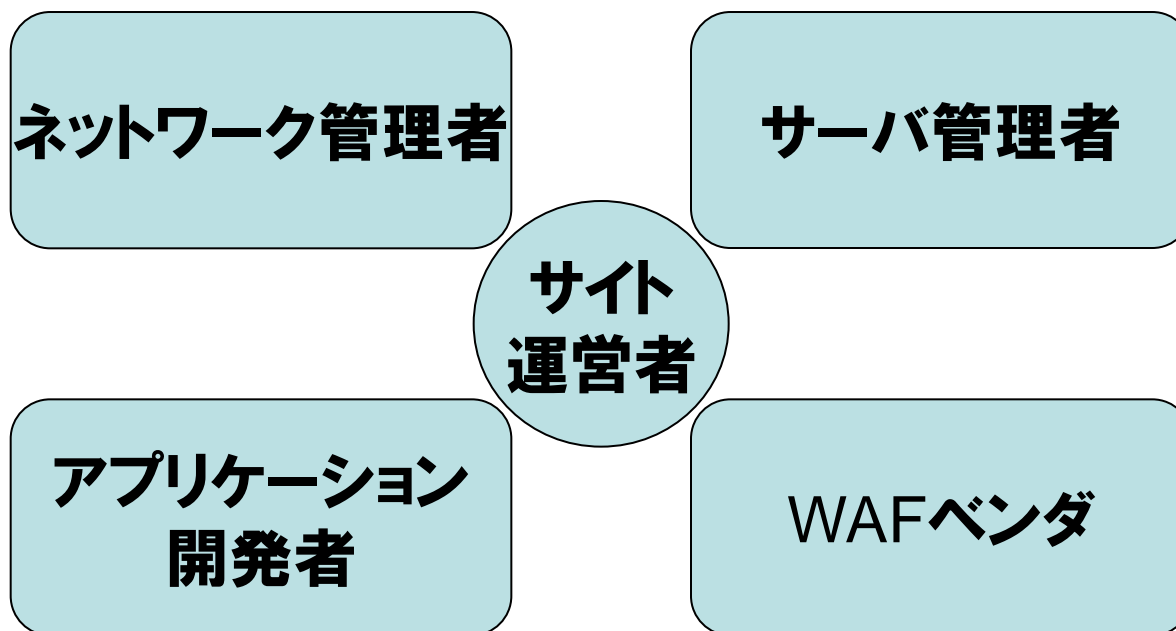 ネットワーク管理者
サーバ管理者
サイト
運営者
アプリケーション
開発者
WAFベンダ